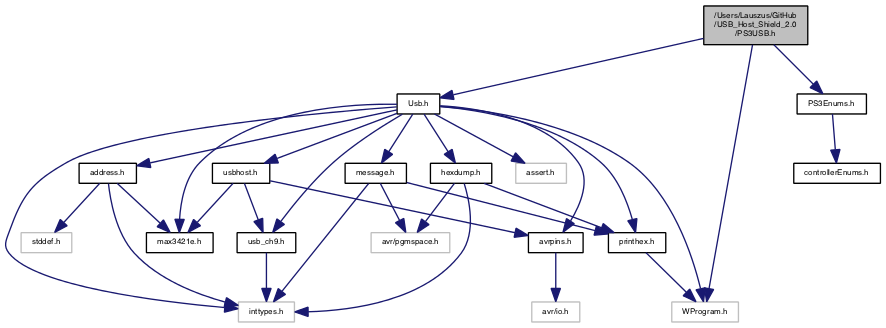 /Users/Lauszus/GitHub
/USB_Host_Shield_2.0
/PS3USB.h
Usb.h
PS3Enums.h
address.h
usbhost.h
message.h
hexdump.h
assert.h
controllerEnums.h
stddef.h
max3421e.h
usb_ch9.h
avr/pgmspace.h
avrpins.h
printhex.h
inttypes.h
avr/io.h
WProgram.h